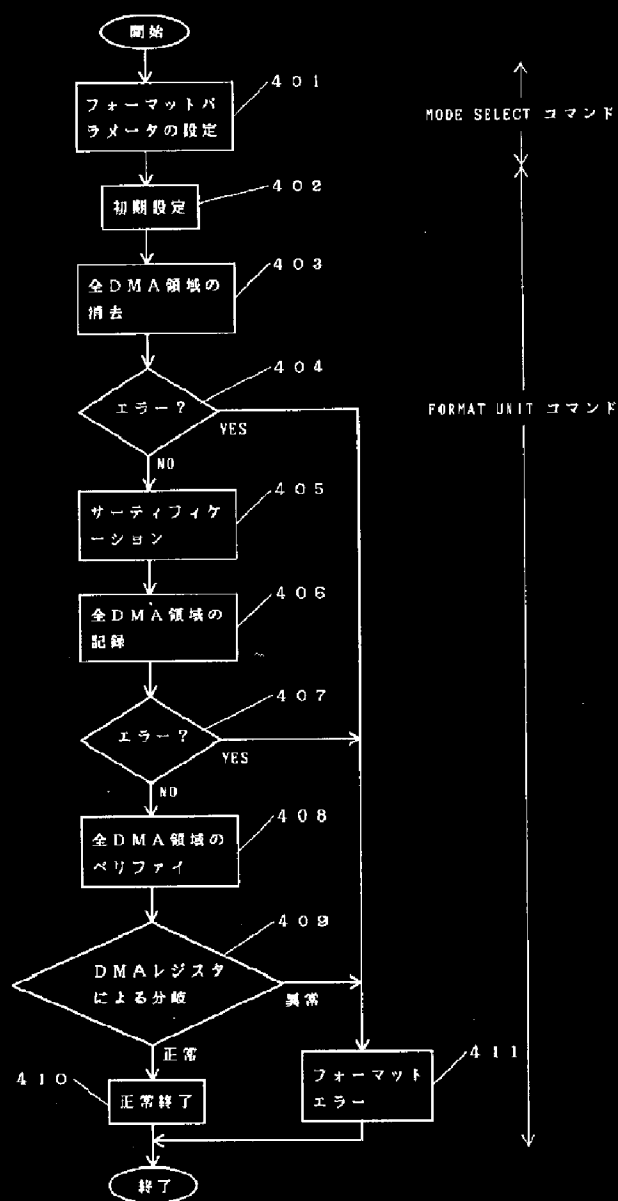 開始
401
フォーマットパ
ラメータの設定
MODE SELECT コマンド
402
初期設定
403
全DMA領域の
消去
404
エラー?
YES
NO
FORMAT UNIT コマンド
405
サーティフィケ
ーション
406
全DMA領域の
記録
407
エラー?
YES
NO
408
全DMA領域の
ベリファイ
409
DMAレジスタ
による分岐
異常
正常
410
正常終了
411
フォーマット
エラー
終了